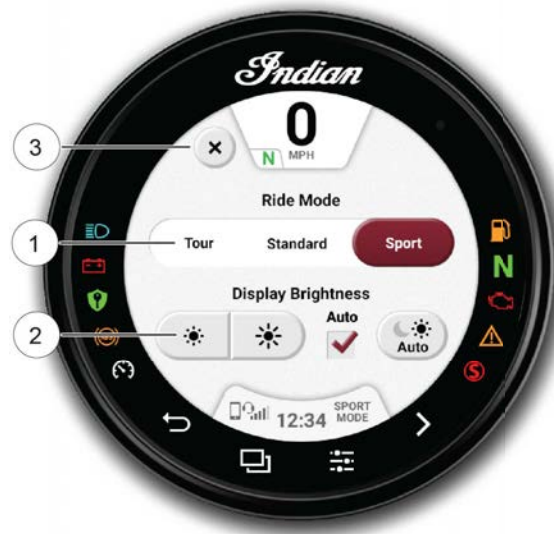 Indian
0
N MPH
3
Ride Mode
1
Tour Standard Sport
Display Brightness
2
Auto
Auto
N
ABS
S
12:34 SPORT MODE